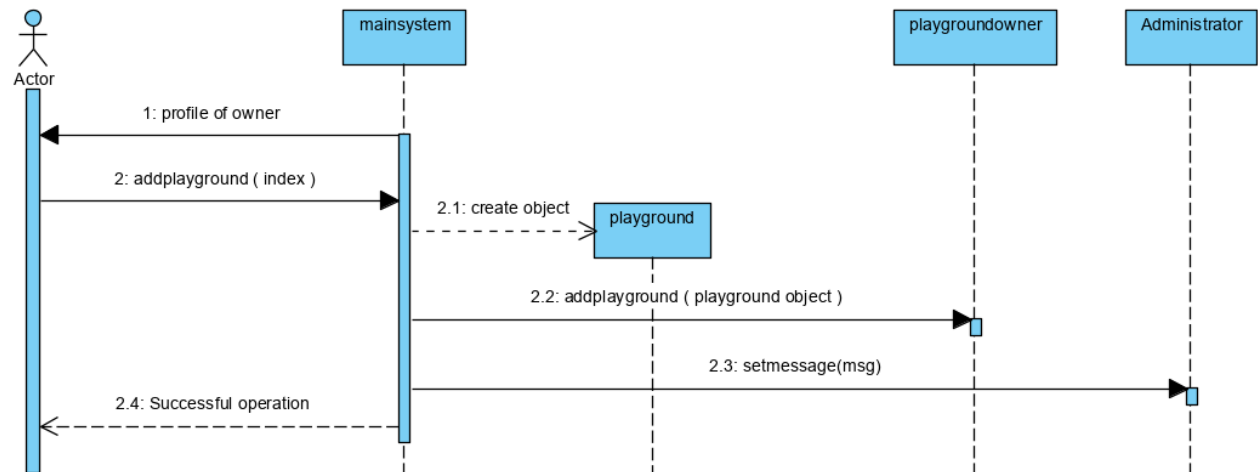 mainsystem
playgroundowner
Administrator
Actor
1: profile of owner
2: addplayground ( index )
2.1: create object
playground
2.2: addplayground ( playground object )
2.3: setmessage(msg)
2.4: Successful operation